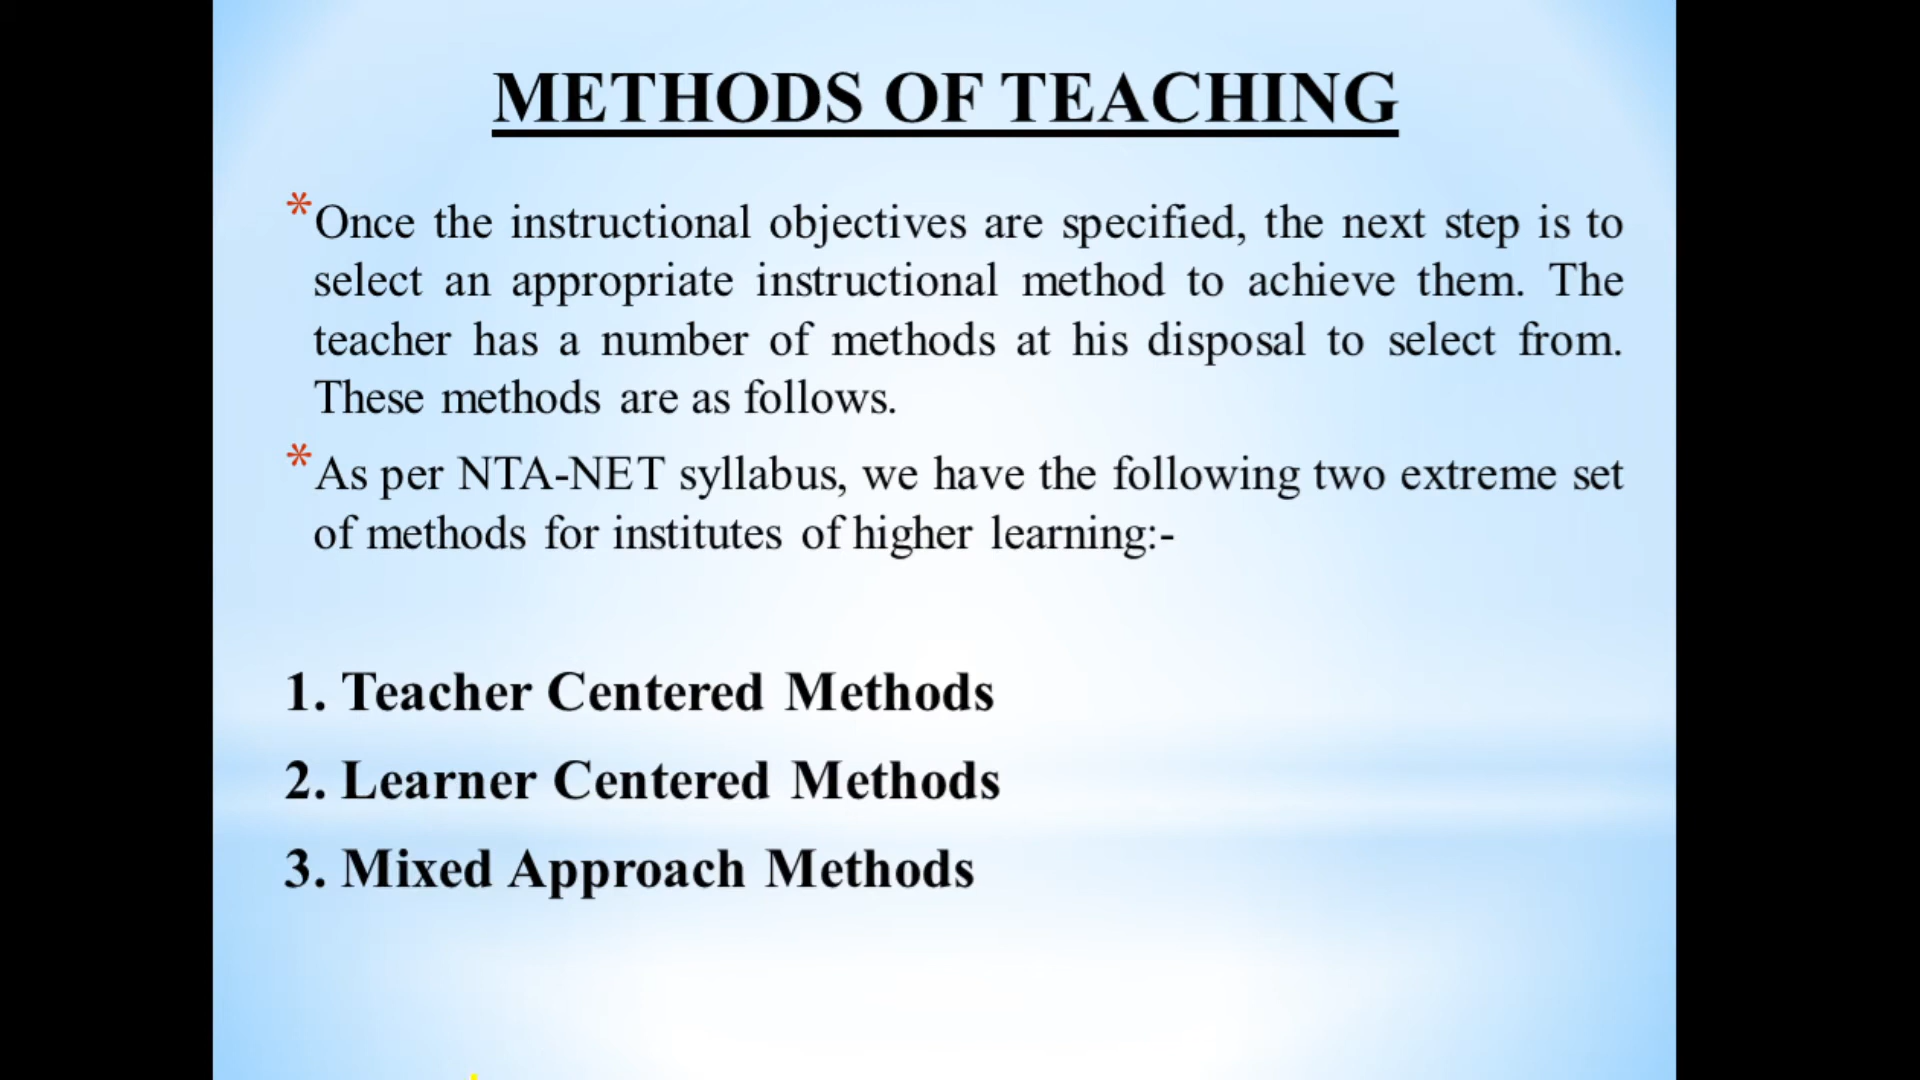 METHODS OF TEACHING
*Once the instructional objectives are specified, the next step is to
select an appropriate instructional method to achieve them. The
teacher has a number of methods at his disposal to select from.
These methods are as follows.
*As per NTA-NET syllabus, we have the following two extreme set
of methods for institutes of higher learning:-
1. Teacher Centered Methods
2. Learner Centered Methods
3. Mixed Approach Methods